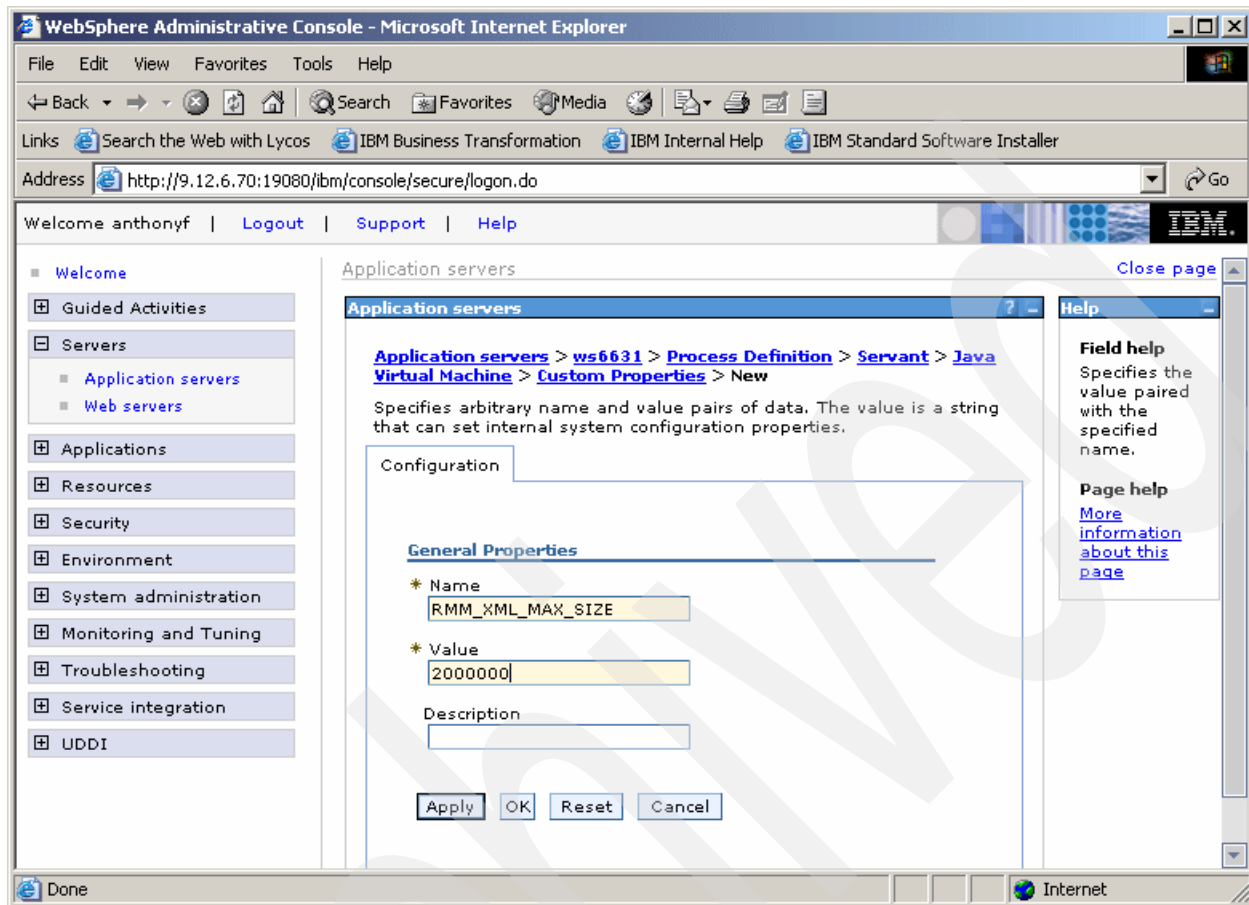 WebSphere Administrative Console - Microsoft Internet Explorer
File Edit View Favorites Tools Help
Back Search Favorites Media
Links Search the Web with Lycos IBM Business Transformation IBM Internal Help IBM Standard Software Installer
Address http://9.12.6.70:19080/ibm/console/secure/logon.do Go
Welcome anthonyf | Logout | Support | Help IBM.
Welcome
Guided Activities
Servers
Application servers
Web servers
Applications
Resources
Security
Environment
System administration
Monitoring and Tuning
Troubleshooting
Service integration
UDDI
Application servers Close page
Application servers ? -
Application servers > ws6631 > Process Definition > Servant > Java
Virtual Machine > Custom Properties > New
Specifies arbitrary name and value pairs of data. The value is a string
that can set internal system configuration properties.
Configuration
General Properties
* Name
RMM_XML_MAX_SIZE
* Value
2000000
Description
Apply OK Reset Cancel
Help -
Field help
Specifies the
value paired
with the
specified
name.
Page help
More
information
about this
page
Done Internet